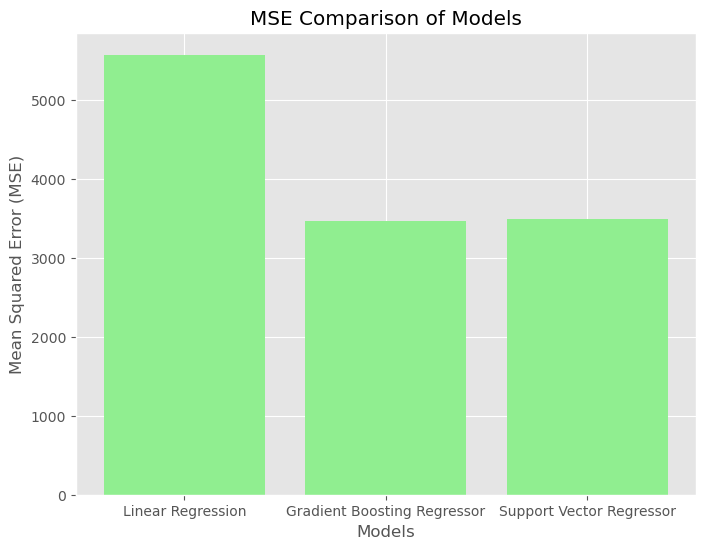 MSE Comparison of Models
Mean Squared Error (MSE)
5000
4000
3000
2000
1000
0
Linear Regression
Gradient Boosting Regressor
Support Vector Regressor
Models